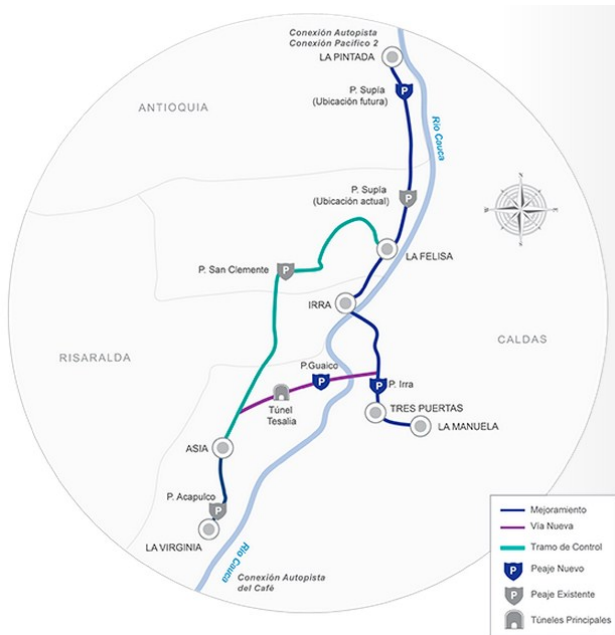 Conexión Autopista
Conexión Pacifico 2
LA PINTADA
P. Supía
(Ubicación futura)
ANTIOQUIA
Río Cauca
P. Supía
(Ubicación actual)
LA FELISA
P. San Clemente
IRRA
CALDAS
RISARALDA
P.Guaico
P. Irra
Túnel
Tesalia
TRES PUERTAS
LA MANUELA
ASIA
P. Acapulco
LA VIRGINIA
Río Cauca
Conexión Autopista
del Café
Mejoramiento
Vía Nueva
Tramo de Control
P Peaje Nuevo
P Peaje Existente
Túneles Principales